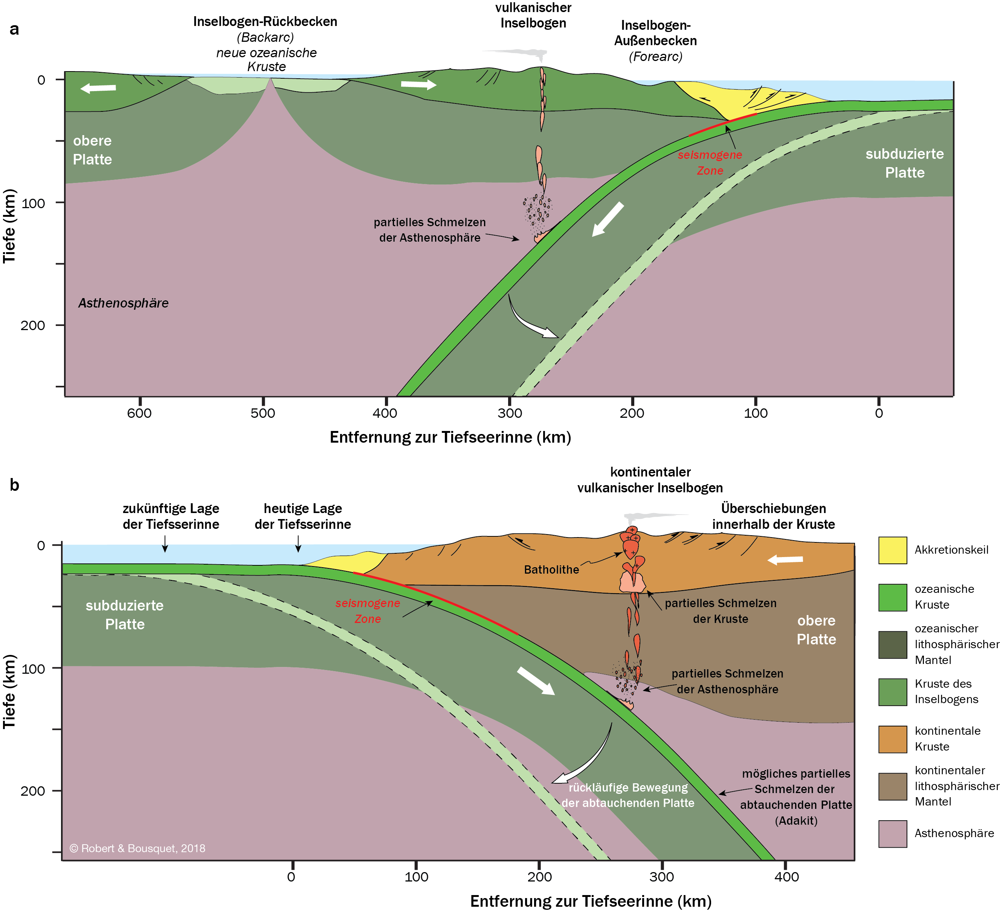 a
Inselbogen-Rückbecken
(Backarc)
neue ozeanische
Kruste
vulkanischer
Inselbogen
Inselbogen-
Außenbecken
(Forearc)
0
100
200
Tiefe (km)
obere
Platte
seismogene
Zone
subduzierte
Platte
partielles Schmelzen
der Asthenosphäre
Asthenosphäre
600
500
400
300
200
100
0
Entfernung zur Tiefseerinne (km)
b
kontinentaler
vulkanischer Inselbogen
zukünftige Lage
der Tiefsserinne
heutige Lage
der Tiefsserinne
Überschiebungen
innerhalb der Kruste
0
100
200
Tiefe (km)
Batholithe
subduzierte
Platte
seismogene
Zone
partielles Schmelzen
der Kruste
obere
Platte
partielles Schmelzen
der Asthenosphäre
rückläufige Bewegung
der abtauchenden Platte
mögliches partielles
Schmelzen der
abtauchenden Platte
(Adakit)
© Robert & Bousquet, 2018
0
100
200
300
400
Entfernung zur Tiefseerinne (km)
Akkretionskeil
ozeanische
Kruste
ozeanischer
lithosphärischer
Mantel
Kruste des
Inselbogens
kontinentale
Kruste
kontinentaler
lithosphärischer
Mantel
Asthenosphäre